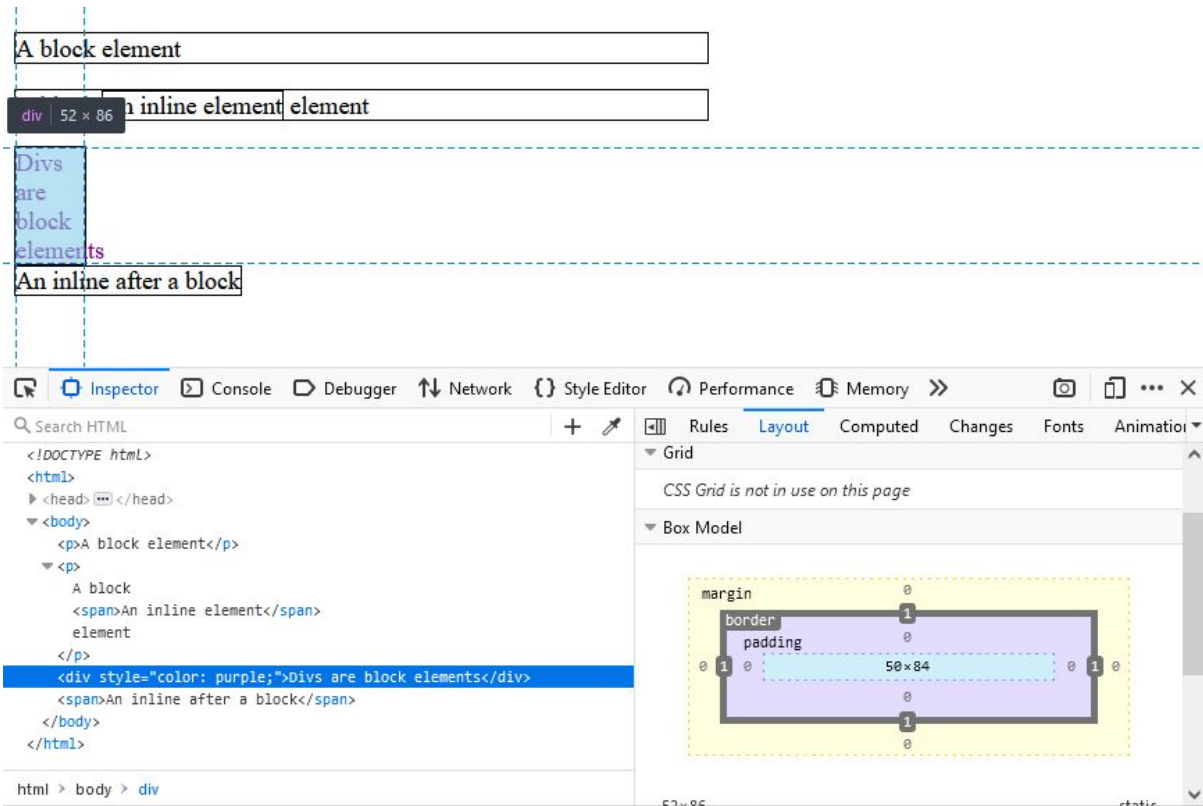 A block element
n inline element element
div 52 × 86
Divs
are
block
elements
An inline after a block
Inspector Console Debugger Network {} Style Editor Performance Memory
Search HTML
Rules Layout Computed Changes Fonts Animation
<!DOCTYPE html>
<html>
<head> ••• </head>
<body>
<p>A block element</p>
<p>
A block
<span>An inline element</span>
element
</p>
<div style="color: purple;">Divs are block elements</div>
<span>An inline after a block</span>
</body>
</html>
html > body > div
Grid
CSS Grid is not in use on this page
Box Model
margin 0
border 1
padding 0
0 1 0 50×84 0 1 0
0
1
0
52×86 static